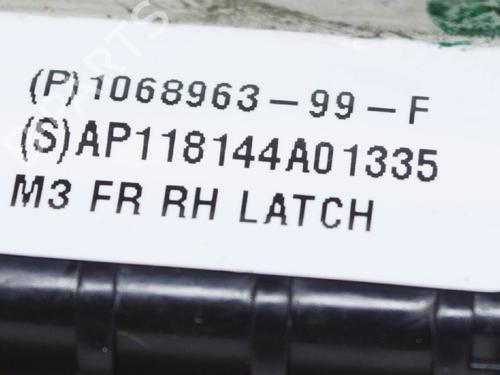 (P)1068963-99-F
(S)AP118144A01335
M3 FR RH LATCH